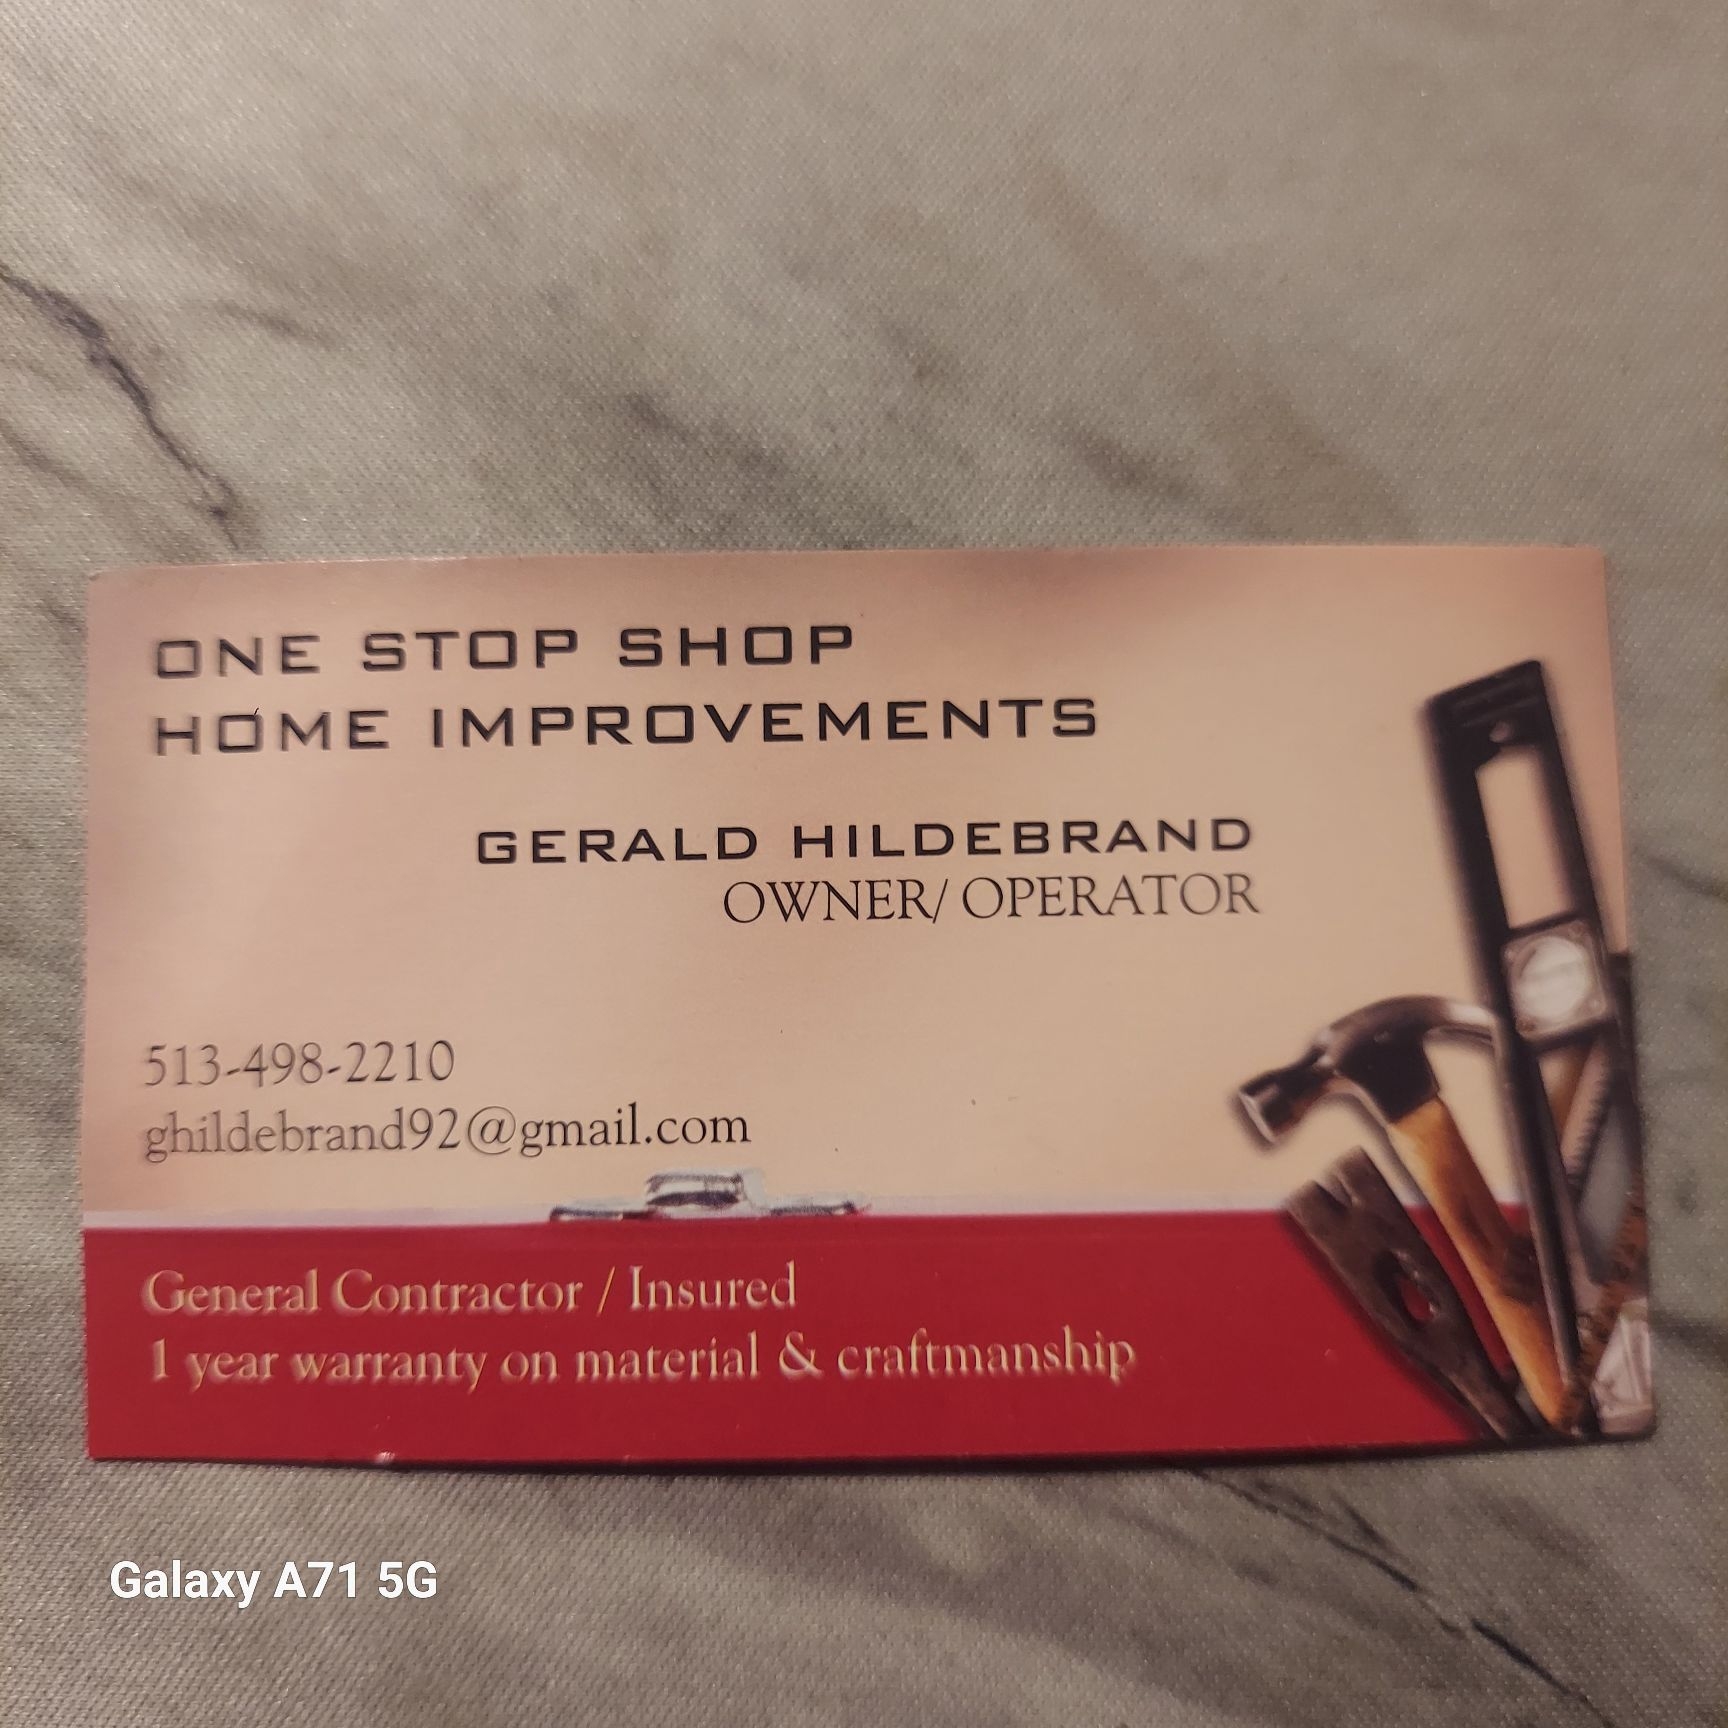 ONE STOP SHOP
HOME IMPROVEMENTS
GERALD HILDEBRAND
OWNER/ OPERATOR
513-498-2210
ghildebrand92@gmail.com
General Contractor / Insured
1 year warranty on material & craftmanship
Galaxy A71 5G